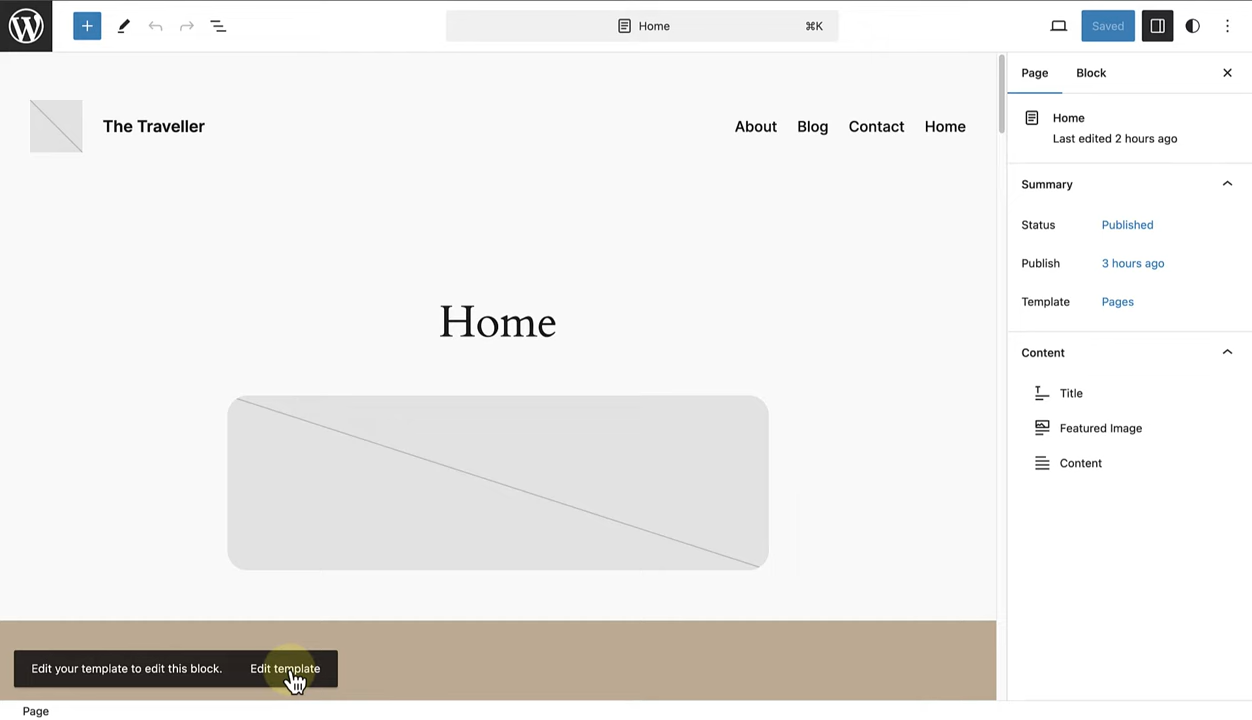 Home
⌘K
Saved
The Traveller
About
Blog
Contact
Home
Home
Edit your template to edit this block.
Edit template
Page
Page
Block
Home
Last edited 2 hours ago
Summary
Status
Published
Publish
3 hours ago
Template
Pages
Content
Title
Featured Image
Content